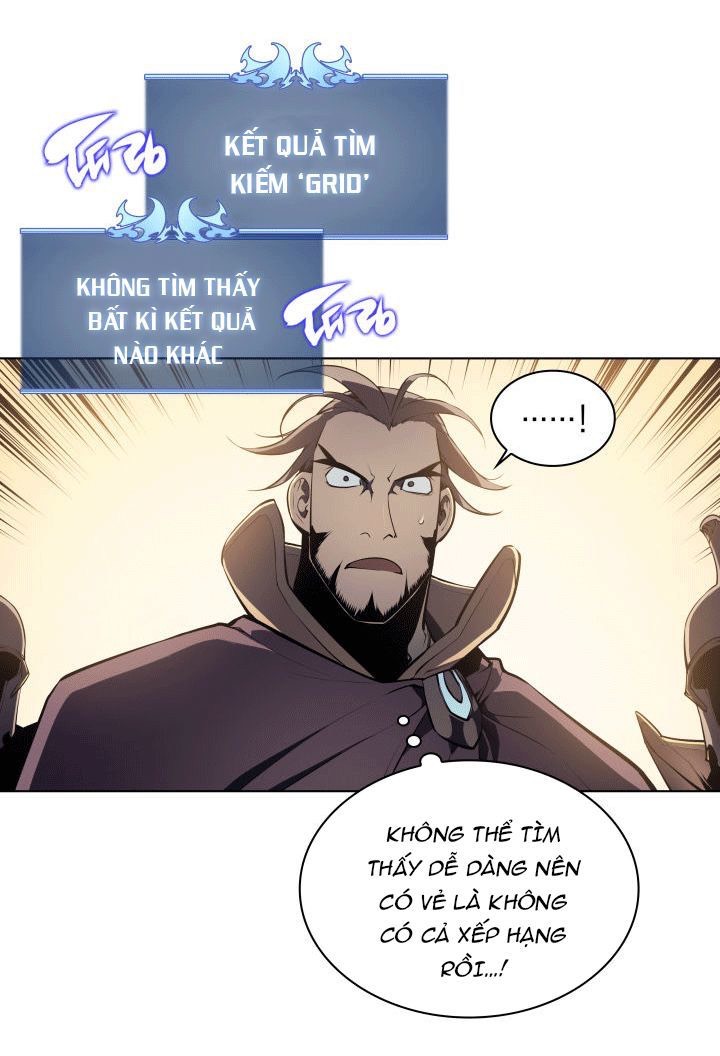 KẾT QUẢ TÌM
KIẾM ‘GRID’
KHÔNG TÌM THẤY
BẤT KÌ KẾT QUẢ
NÀO KHÁC
......!
KHÔNG THỂ TÌM
THẤY DỄ DÀNG NÊN
CÓ VẺ LÀ KHÔNG
CÓ CẢ XẾP HẠNG
RỒI...!